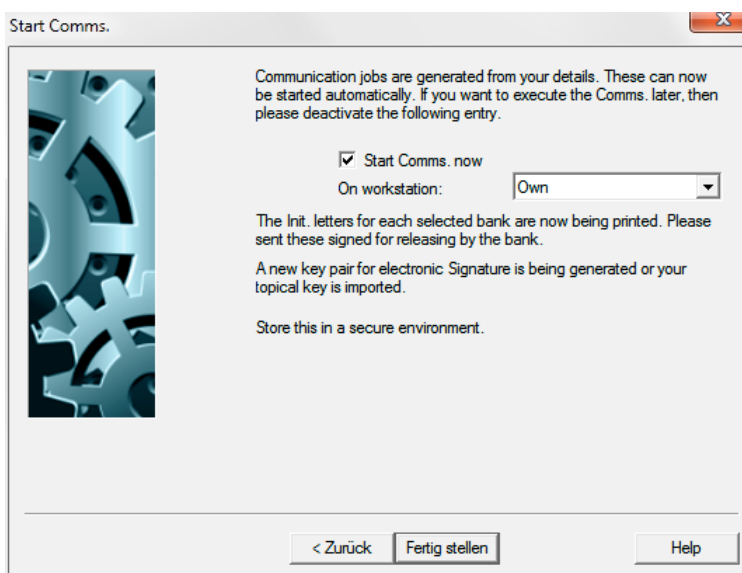 Start Comms.
Communication jobs are generated from your details. These can now
be started automatically. If you want to execute the Comms. later, then
please deactivate the following entry.
Start Comms. now
On workstation: Own
The Init. letters for each selected bank are now being printed. Please
sent these signed for releasing by the bank.
A new key pair for electronic Signature is being generated or your
topical key is imported.
Store this in a secure environment.
< Zurück Fertig stellen Help